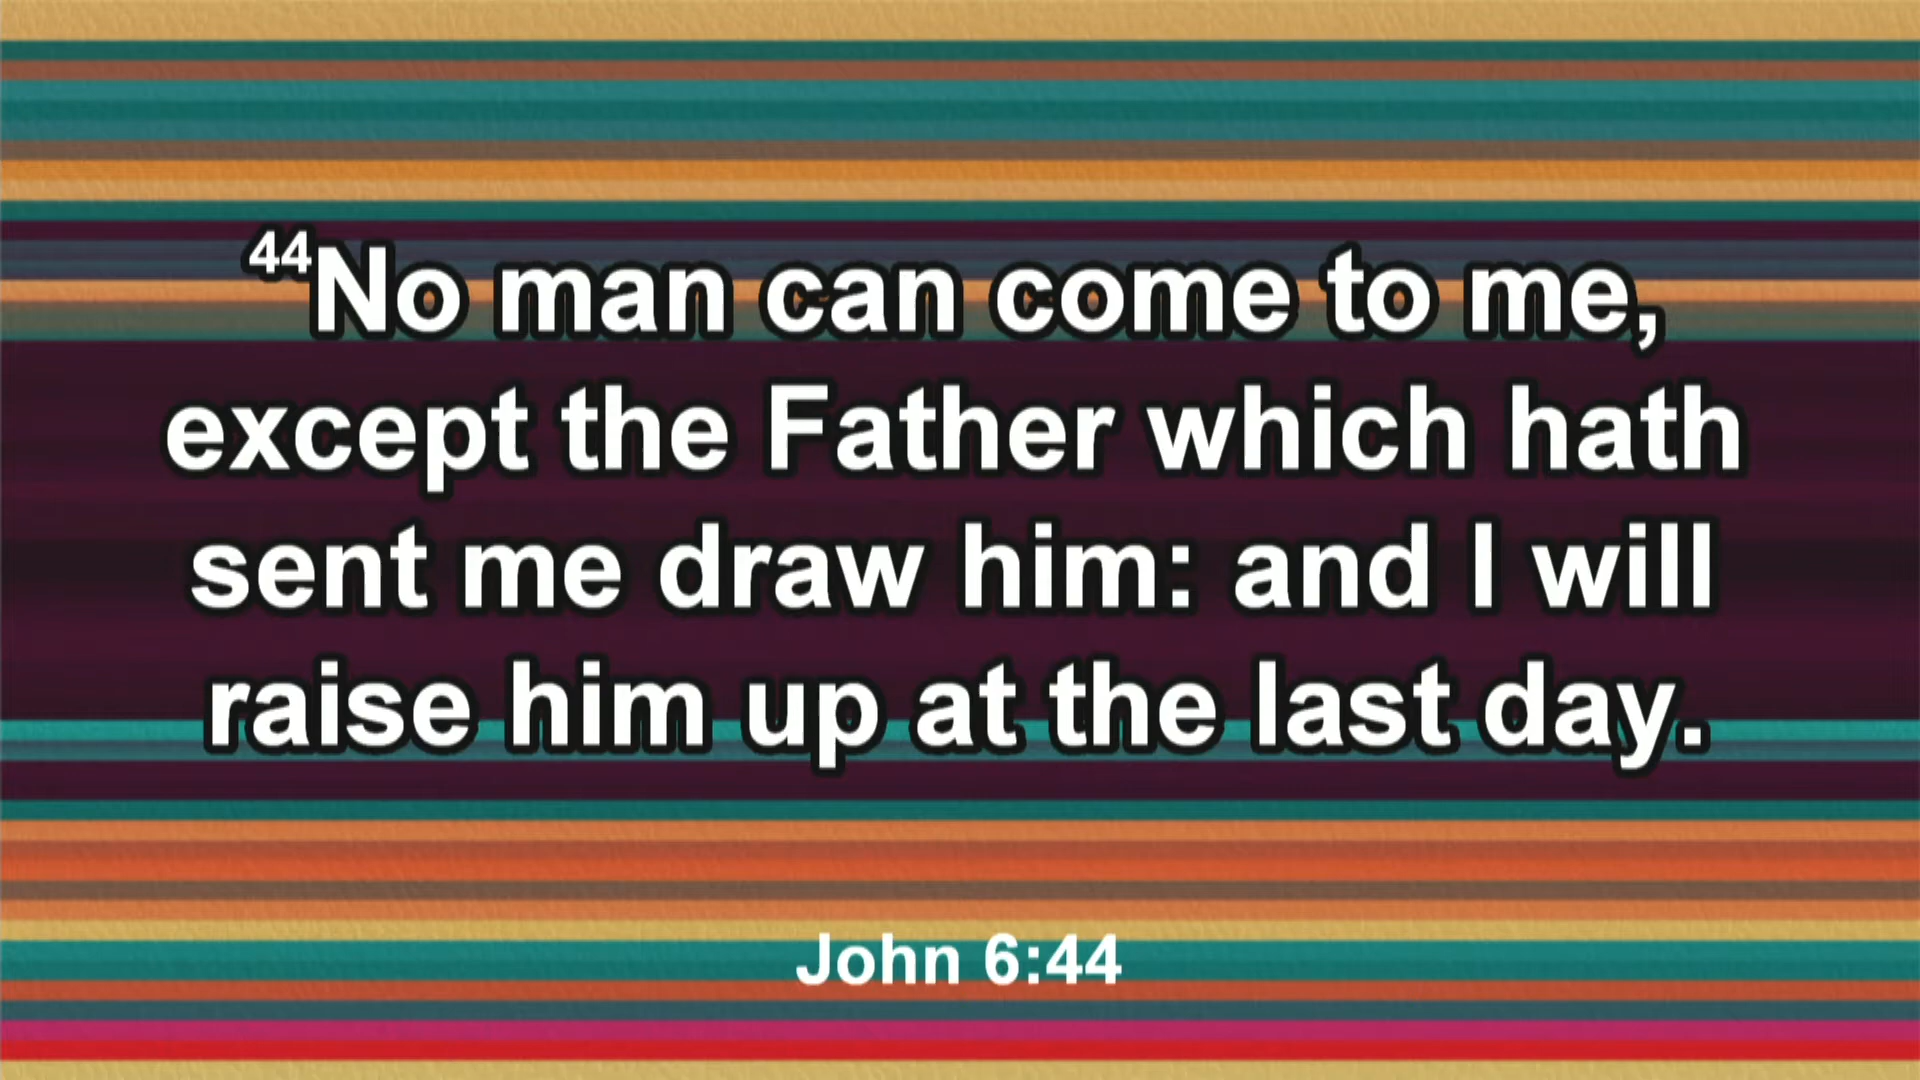 44No man can come to me,
except the Father which hath
sent me draw him: and I will
raise him up at the last day.
John 6:44